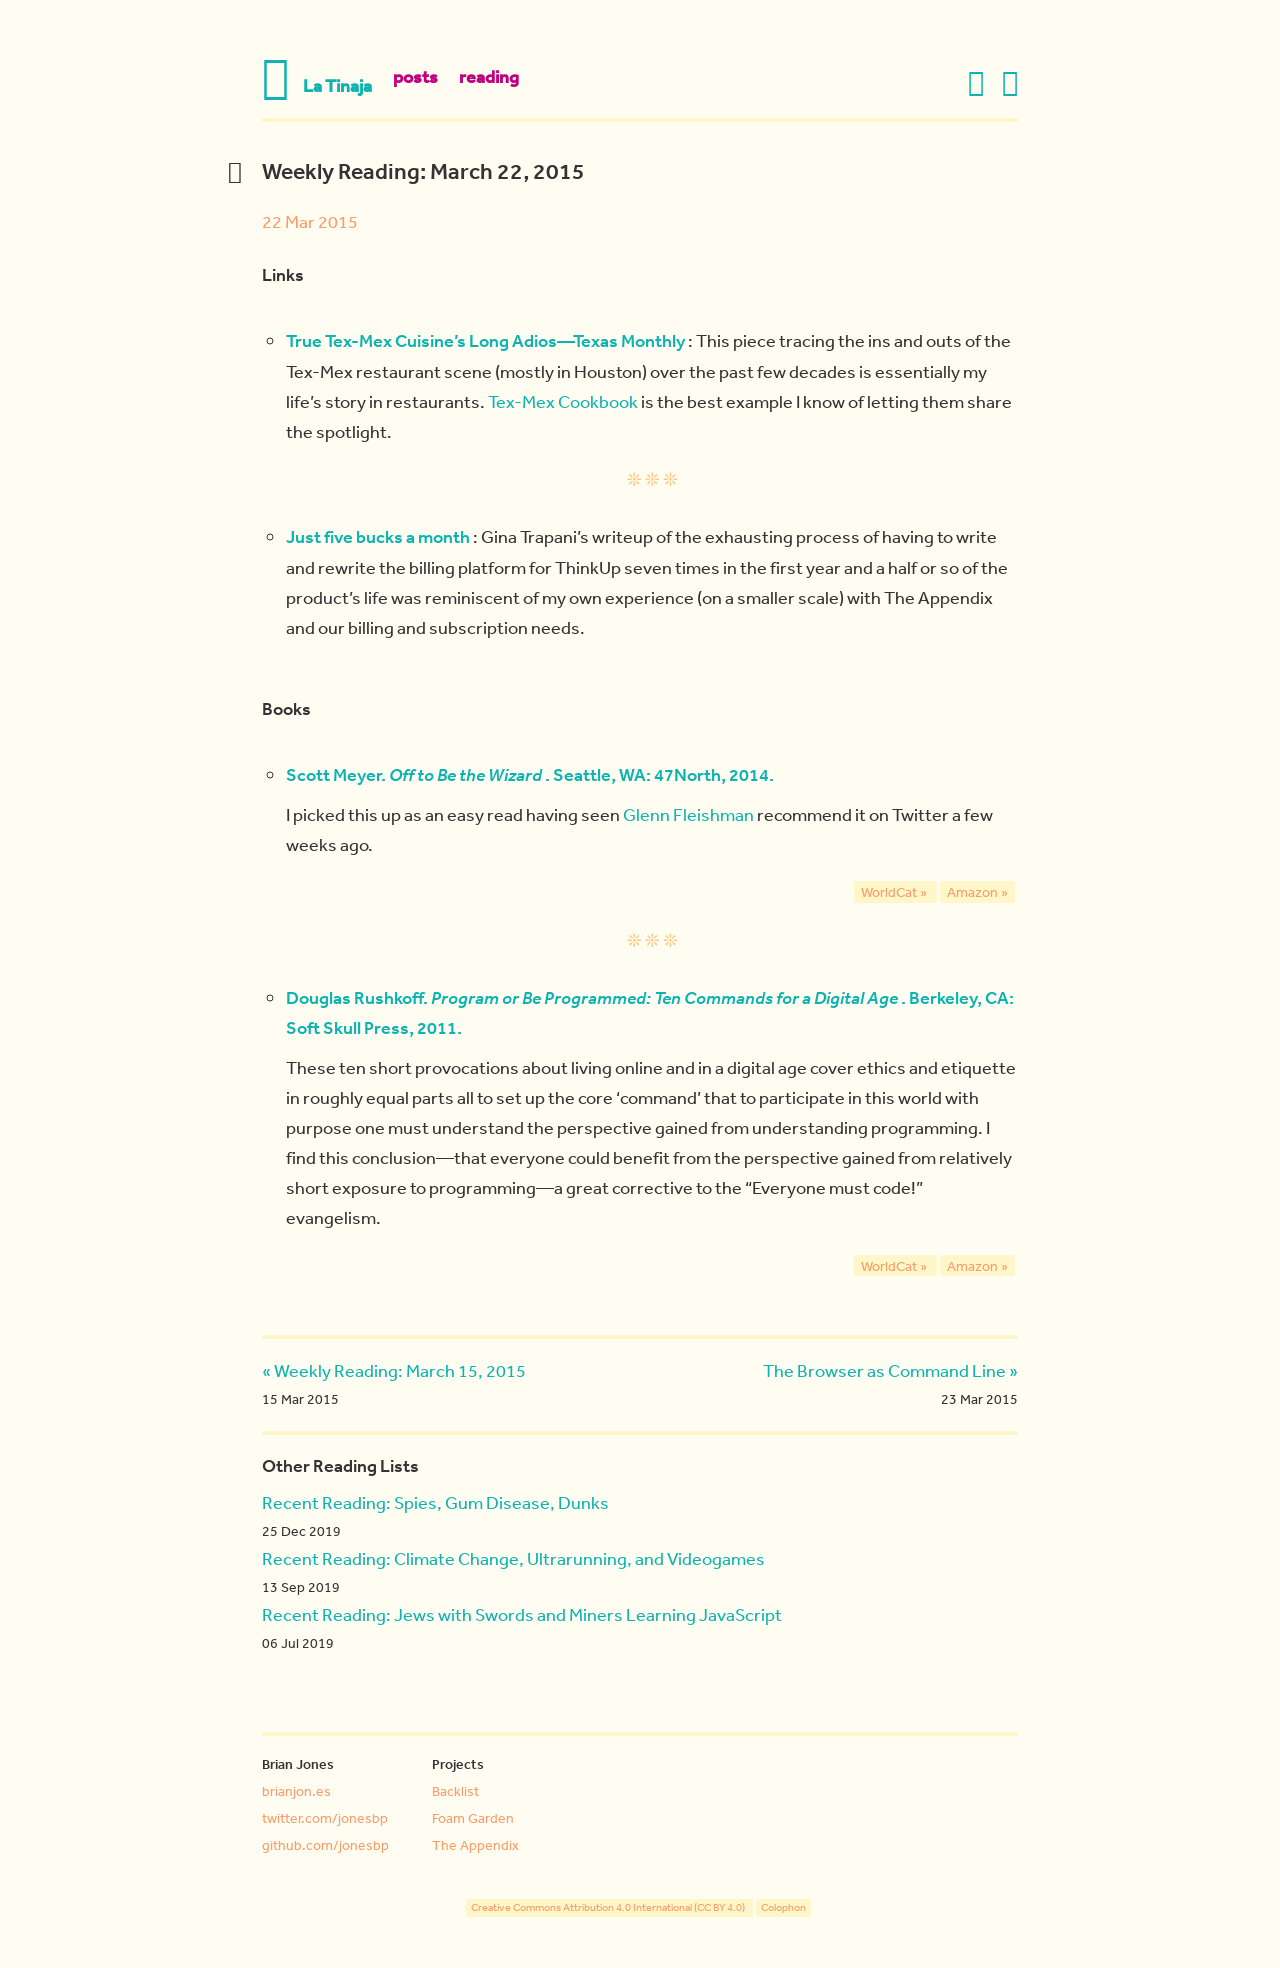 La Tinaja posts reading
Weekly Reading: March 22, 2015
22 Mar 2015
Links
True Tex-Mex Cuisine’s Long Adios—Texas Monthly : This piece tracing the ins and outs of the
Tex-Mex restaurant scene (mostly in Houston) over the past few decades is essentially my
life’s story in restaurants. Tex-Mex Cookbook is the best example I know of letting them share
the spotlight.
❊ ❊ ❊
Just five bucks a month : Gina Trapani’s writeup of the exhausting process of having to write
and rewrite the billing platform for ThinkUp seven times in the first year and a half or so of the
product’s life was reminiscent of my own experience (on a smaller scale) with The Appendix
and our billing and subscription needs.
Books
Scott Meyer. Off to Be the Wizard . Seattle, WA: 47North, 2014.
I picked this up as an easy read having seen Glenn Fleishman recommend it on Twitter a few
weeks ago.
WorldCat » Amazon »
❊ ❊ ❊
Douglas Rushkoff. Program or Be Programmed: Ten Commands for a Digital Age . Berkeley, CA:
Soft Skull Press, 2011.
These ten short provocations about living online and in a digital age cover ethics and etiquette
in roughly equal parts all to set up the core ‘command’ that to participate in this world with
purpose one must understand the perspective gained from understanding programming. I
find this conclusion—that everyone could benefit from the perspective gained from relatively
short exposure to programming—a great corrective to the “Everyone must code!”
evangelism.
WorldCat » Amazon »
« Weekly Reading: March 15, 2015 The Browser as Command Line »
15 Mar 2015 23 Mar 2015
Other Reading Lists
Recent Reading: Spies, Gum Disease, Dunks
25 Dec 2019
Recent Reading: Climate Change, Ultrarunning, and Videogames
13 Sep 2019
Recent Reading: Jews with Swords and Miners Learning JavaScript
06 Jul 2019
Brian Jones Projects
brianjon.es Backlist
twitter.com/jonesbp Foam Garden
github.com/jonesbp The Appendix
Creative Commons Attribution 4.0 International (CC BY 4.0) Colophon